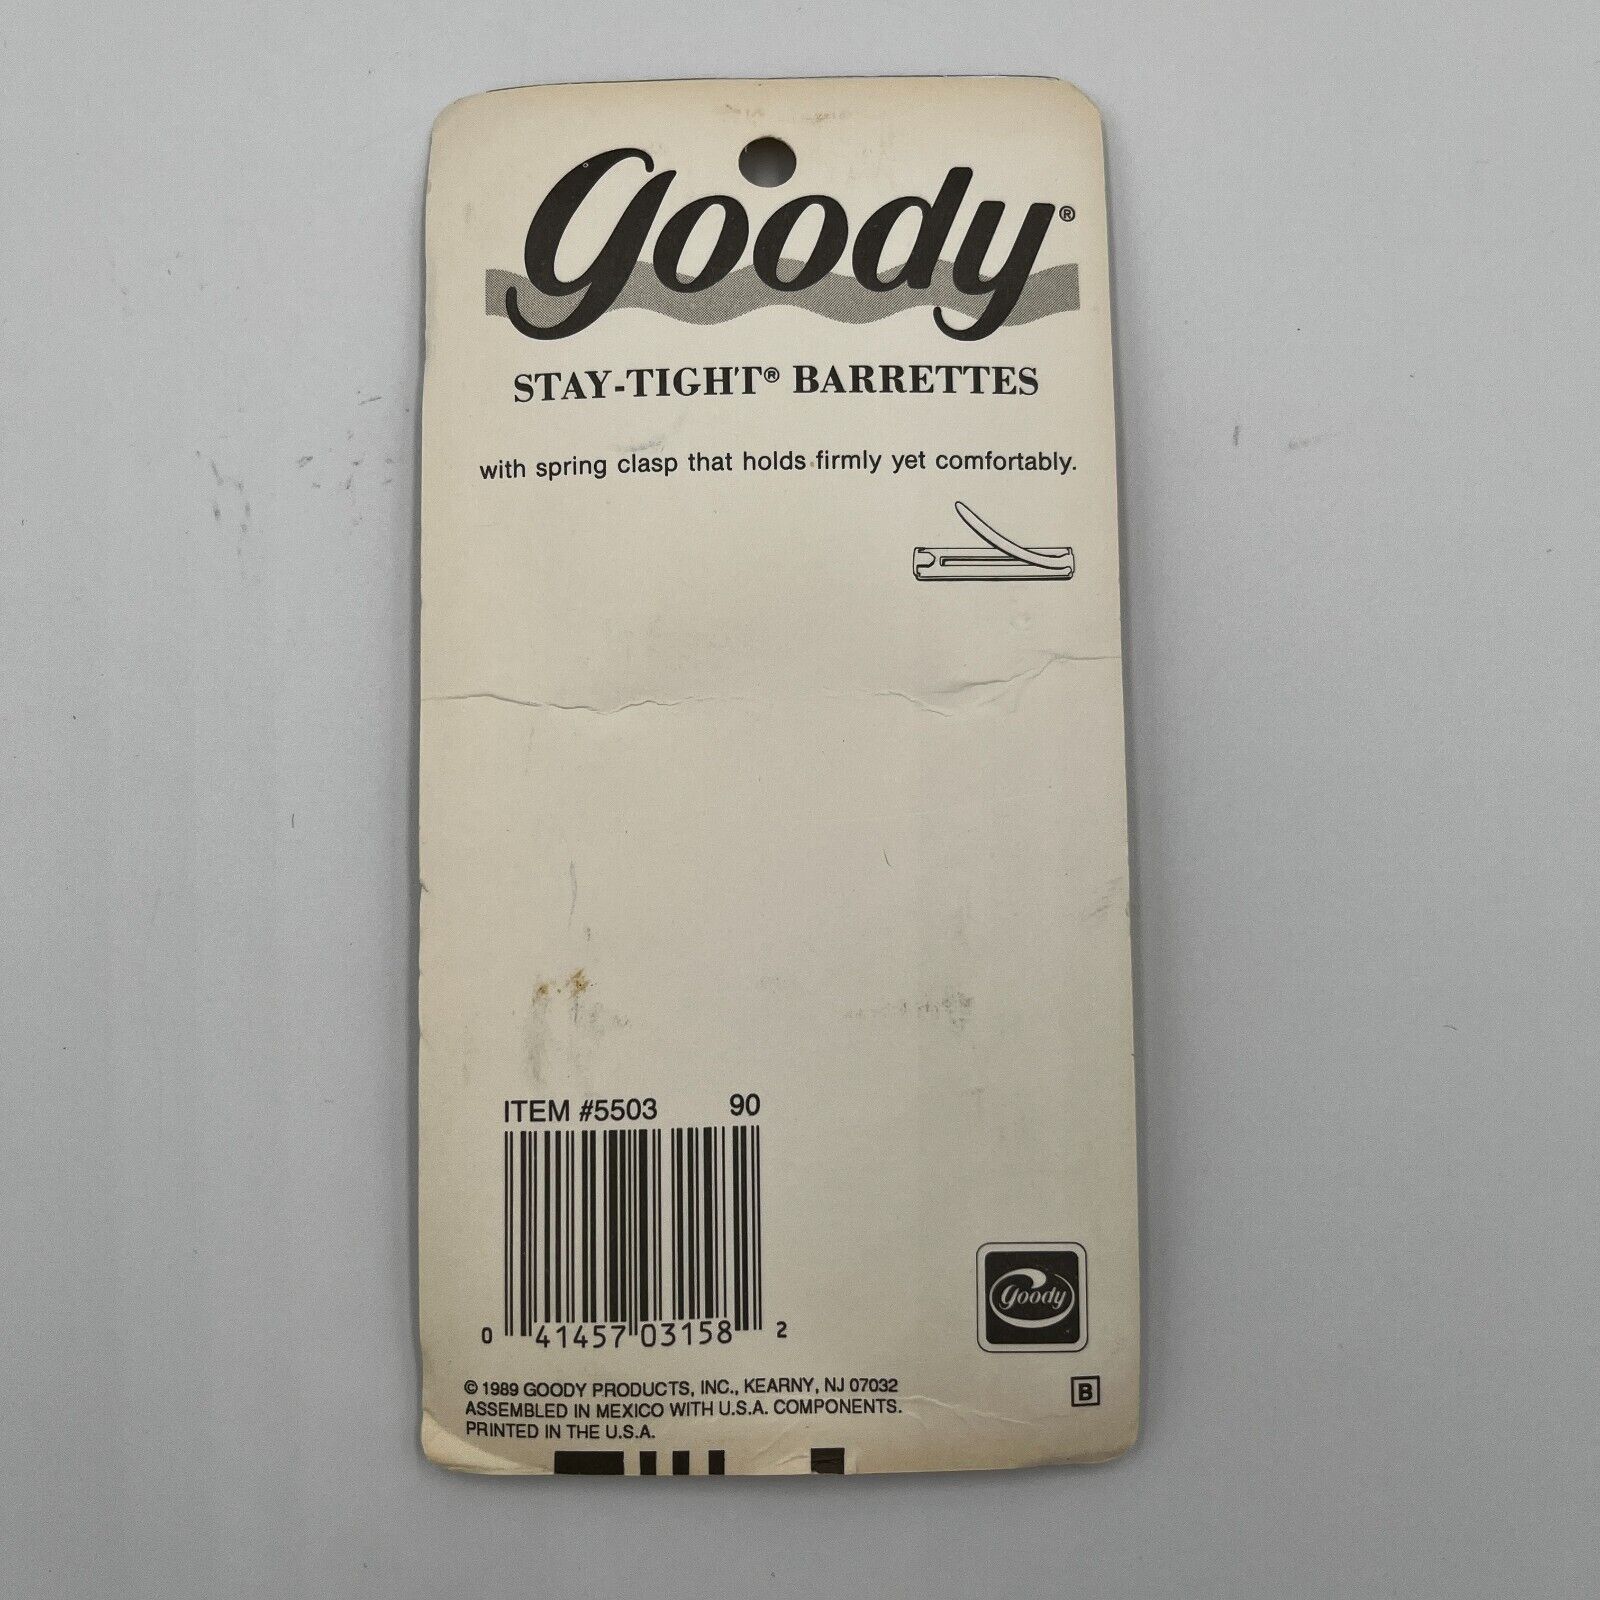 goody®
STAY-TIGHT® BARRETTES
with spring clasp that holds firmly yet comfortably.
ITEM #5503 90
0 41457 03158 2
goody
© 1989 GOODY PRODUCTS, INC., KEARNY, NJ 07032
ASSEMBLED IN MEXICO WITH U.S.A. COMPONENTS.
PRINTED IN THE U.S.A.
B